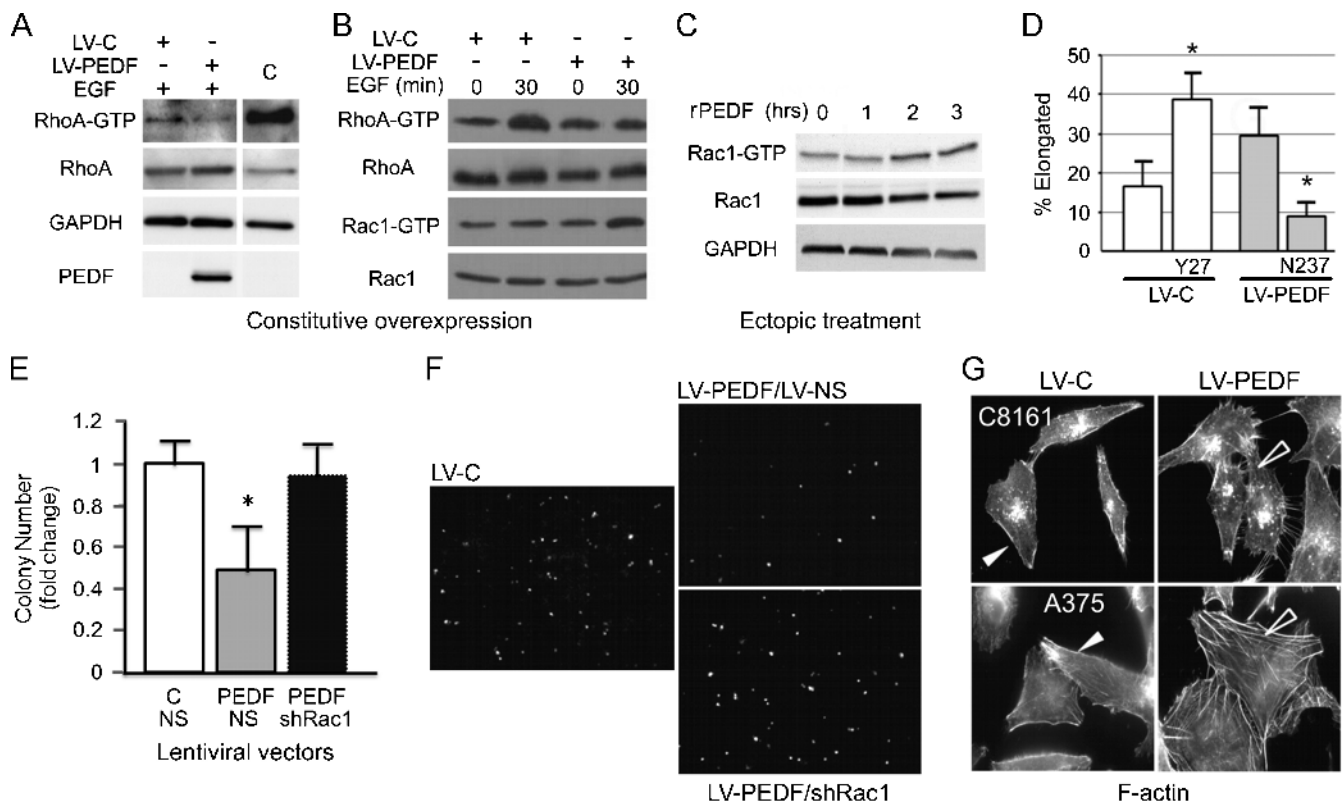 A
LV-C + -
LV-PEDF - +
EGF + +
C
RhoA-GTP
RhoA
GAPDH
PEDF
B
LV-C + + - -
LV-PEDF - - + +
EGF (min) 0 30 0 30
RhoA-GTP
RhoA
Rac1-GTP
Rac1
Constitutive overexpression
C
rPEDF (hrs) 0 1 2 3
Rac1-GTP
Rac1
GAPDH
Ectopic treatment
D
% Elongated
50
40
30
20
10
0
*
*
Y27 N237
LV-C LV-PEDF
E
Colony Number
(fold change)
1.2
1
0.8
0.6
0.4
0.2
0
*
C PEDF PEDF
NS NS shRac1
Lentiviral vectors
F
LV-C
LV-PEDF/LV-NS
LV-PEDF/shRac1
G
LV-C LV-PEDF
C8161
A375
F-actin